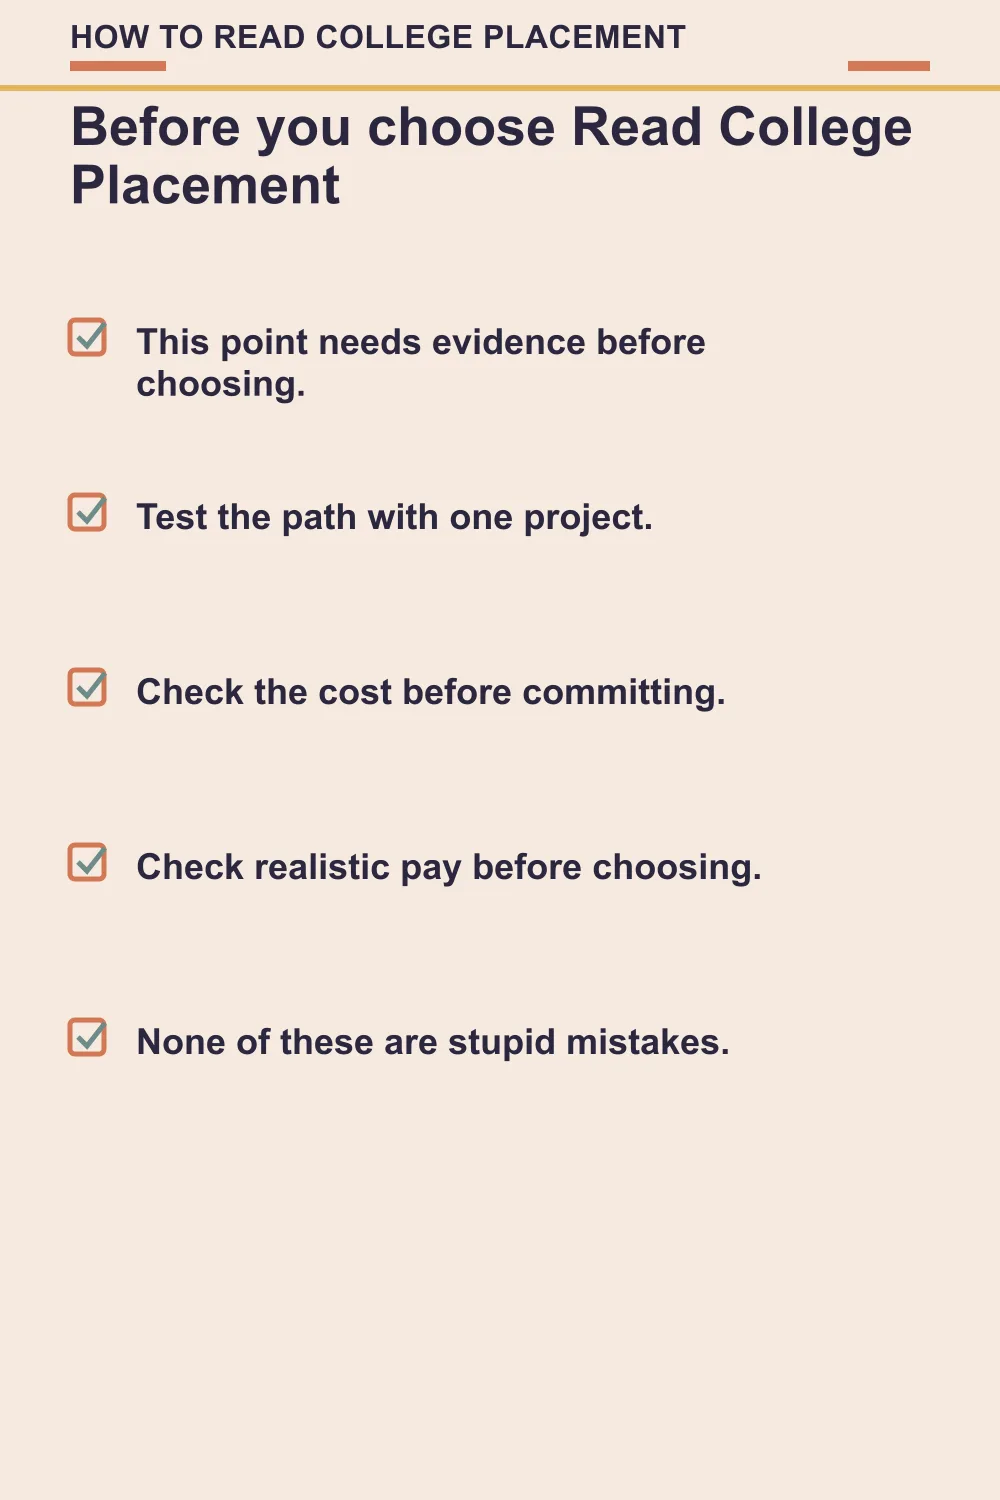 HOW TO READ COLLEGE PLACEMENT
Before you choose Read College
Placement
This point needs evidence before
choosing.
Test the path with one project.
Check the cost before committing.
Check realistic pay before choosing.
None of these are stupid mistakes.